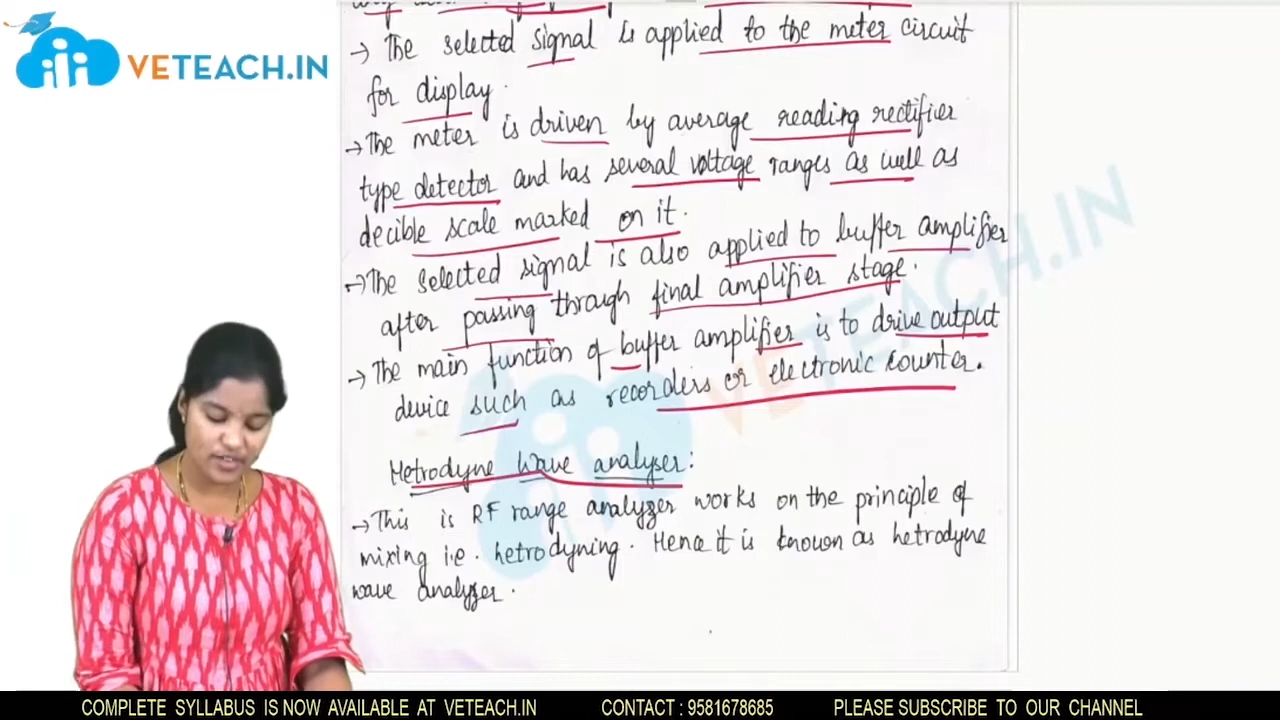 VETEACH.IN
→ The selected signal is applied to the meter circuit
for display.
→ The meter is driven by average reading rectifier
type detector and has several voltage ranges as well as
decible scale marked on it.
→ The selected signal is also applied to buffer amplifier
after passing through final amplifier stage.
→ The main function of buffer amplifier is to drive output
device such as recorders or electronic counter.
Hetrodyne Wave analyser:
→ This is RF range analyzer works on the principle of
mixing i.e. hetrodyning. Hence it is known as hetrodyne
wave analyzer.
VETEACH.IN
COMPLETE SYLLABUS IS NOW AVAILABLE AT VETEACH.IN CONTACT : 9581678685 PLEASE SUBSCRIBE TO OUR CHANNEL